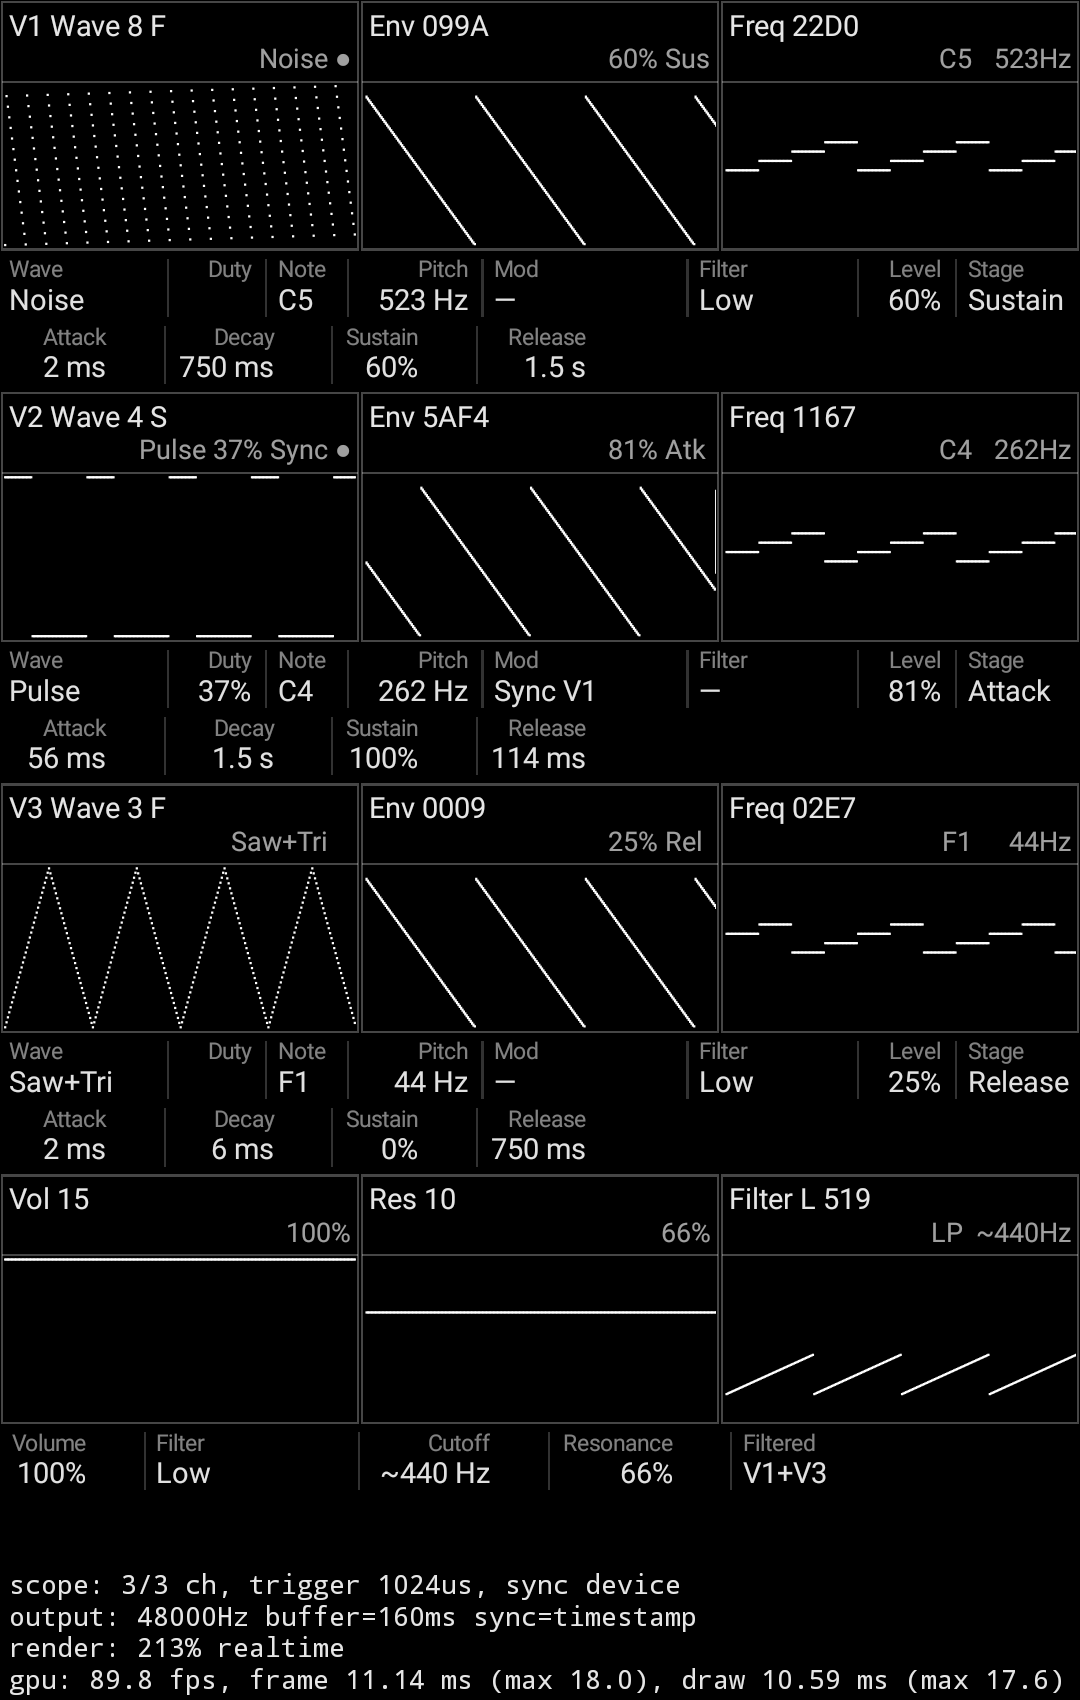 V1 Wave 8 F Env 099A Freq 22D0
Noise ● 60% Sus C5 523Hz
Wave Duty Note Pitch Mod Filter Level Stage
Noise C5 523 Hz — Low 60% Sustain
Attack Decay Sustain Release
2 ms 750 ms 60% 1.5 s
V2 Wave 4 S Env 5AF4 Freq 1167
Pulse 37% Sync ● 81% Atk C4 262Hz
Wave Duty Note Pitch Mod Filter Level Stage
Pulse 37% C4 262 Hz Sync V1 — 81% Attack
Attack Decay Sustain Release
56 ms 1.5 s 100% 114 ms
V3 Wave 3 F Env 0009 Freq 02E7
Saw+Tri 25% Rel F1 44Hz
Wave Duty Note Pitch Mod Filter Level Stage
Saw+Tri F1 44 Hz — Low 25% Release
Attack Decay Sustain Release
2 ms 6 ms 0% 750 ms
Vol 15 Res 10 Filter L 519
100% 66% LP ~440Hz
Volume Filter Cutoff Resonance Filtered
100% Low ~440 Hz 66% V1+V3
scope: 3/3 ch, trigger 1024us, sync device
output: 48000Hz buffer=160ms sync=timestamp
render: 213% realtime
gpu: 89.8 fps, frame 11.14 ms (max 18.0), draw 10.59 ms (max 17.6)